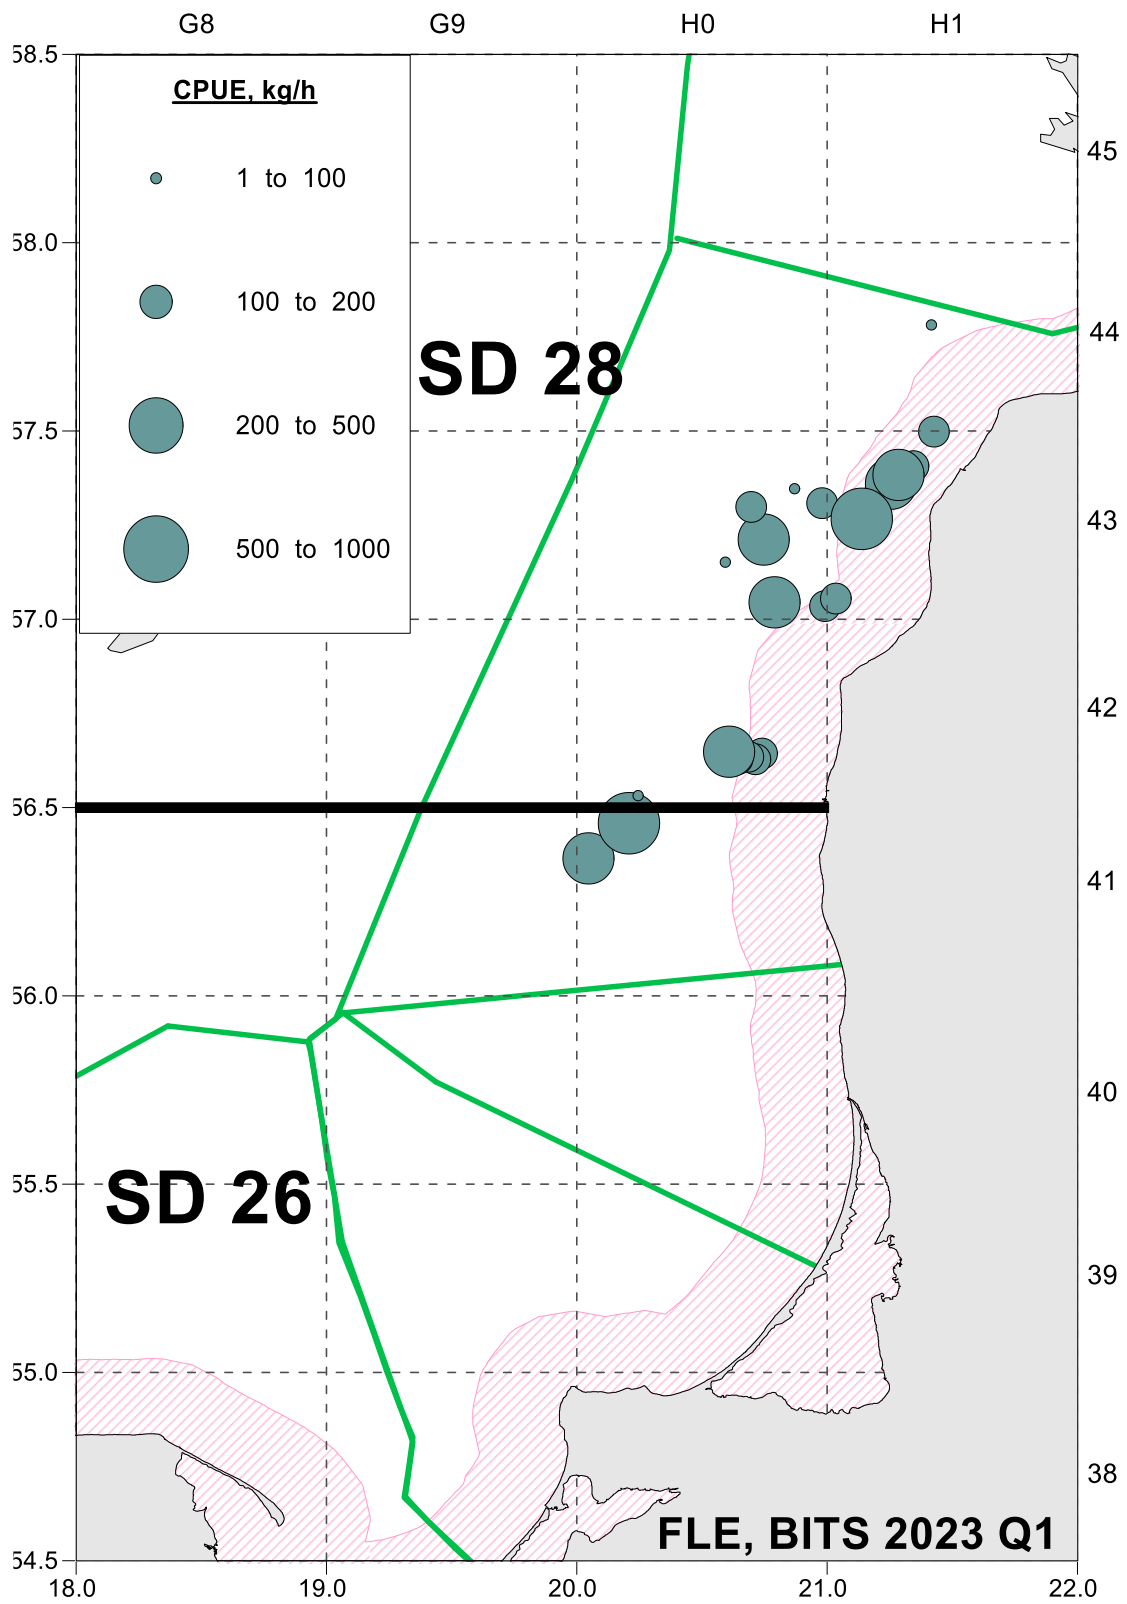 G8 G9 H0 H1
58.5
CPUE, kg/h
45
1 to 100
58.0
100 to 200
44
SD 28
200 to 500
57.5
43
500 to 1000
57.0
42
56.5
41
56.0
40
55.5
SD 26
39
55.0
38
FLE, BITS 2023 Q1
54.5
18.0 19.0 20.0 21.0 22.0